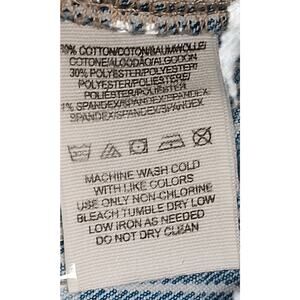 COTTON/COTON/BAUMWOLLE/
COTONE/ALGODÃO/ALGODON
30% POLYESTER/POLYESTER/
POLYESTER/POLIESTERE/
POLIÉSTER/POLIESTER
1% SPANDEX/SPANDEX/SPANDEX
SPANDEX/SPANDEX/SPANDEX
MACHINE WASH COLD
WITH LIKE COLORS
USE ONLY NON-CHLORINE
BLEACH TUMBLE DRY LOW
LOW IRON AS NEEDED
DO NOT DRY CLEAN